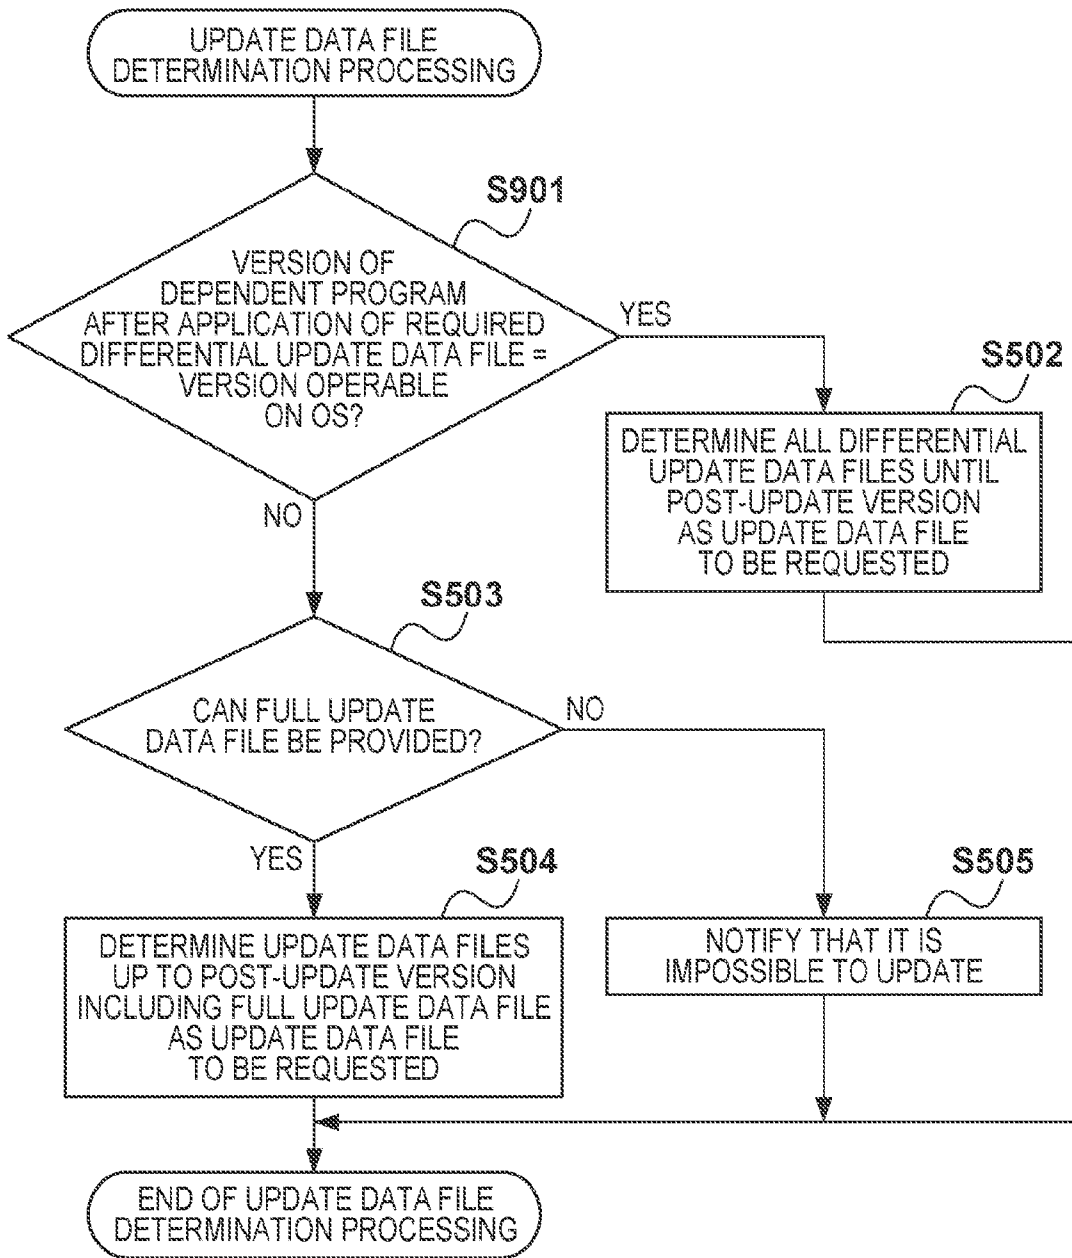 UPDATE DATA FILE
DETERMINATION PROCESSING
S901
VERSION OF
DEPENDENT PROGRAM
AFTER APPLICATION OF REQUIRED
DIFFERENTIAL UPDATE DATA FILE =
VERSION OPERABLE
ON OS?
YES
NO
S502
DETERMINE ALL DIFFERENTIAL
UPDATE DATA FILES UNTIL
POST-UPDATE VERSION
AS UPDATE DATA FILE
TO BE REQUESTED
S503
CAN FULL UPDATE
DATA FILE BE PROVIDED?
NO
YES
S504
DETERMINE UPDATE DATA FILES
UP TO POST-UPDATE VERSION
INCLUDING FULL UPDATE DATA FILE
AS UPDATE DATA FILE
TO BE REQUESTED
S505
NOTIFY THAT IT IS
IMPOSSIBLE TO UPDATE
END OF UPDATE DATA FILE
DETERMINATION PROCESSING